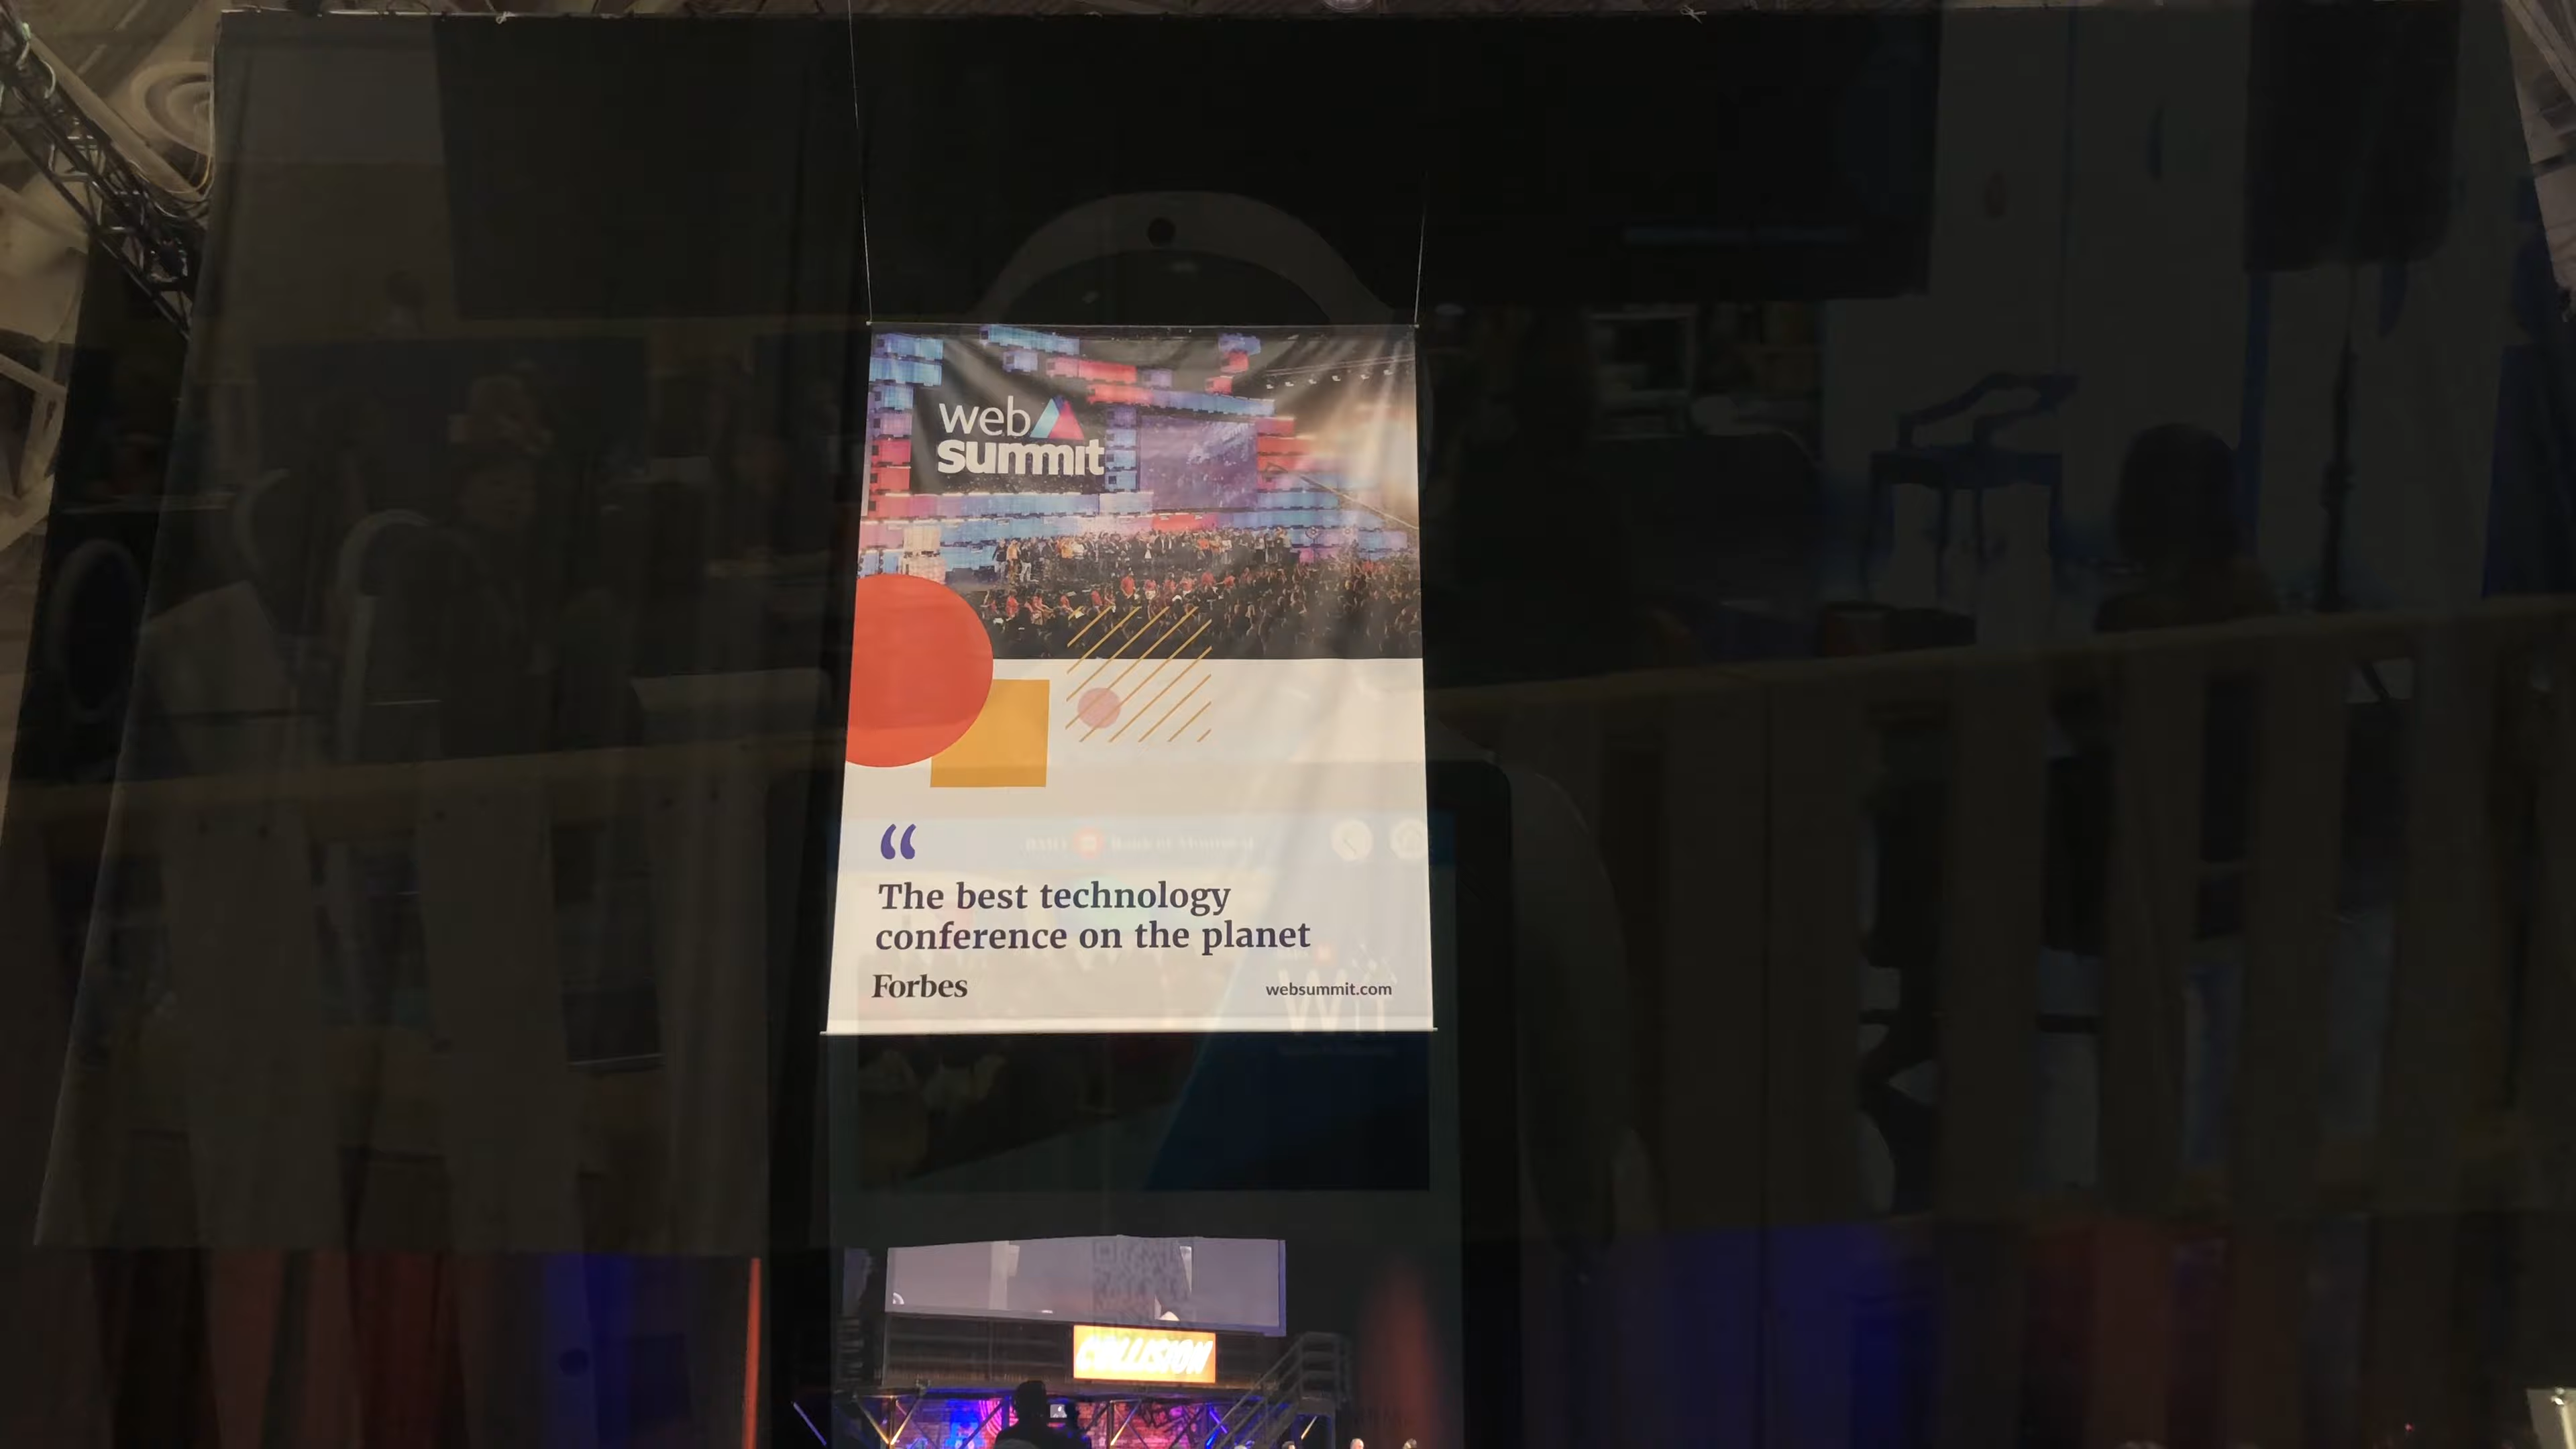 web
summit
“
The best technology
conference on the planet
Forbes
websummit.com
COLLISION